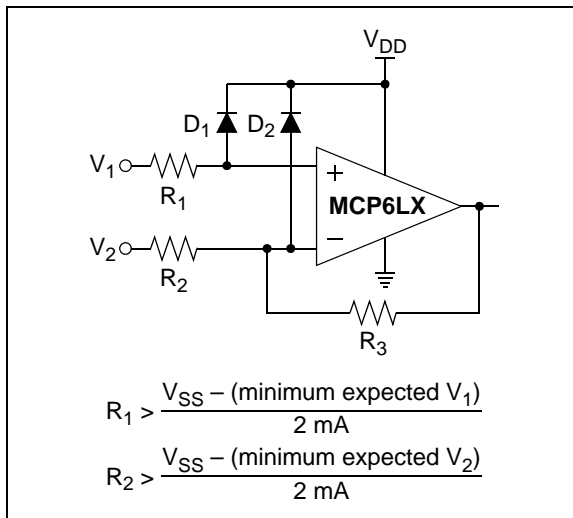 V_DD
D_1 D_2
V_1
R_1
+
MCP6LX
V_2
R_2
−
R_3
R_1 > V_SS – (minimum expected V_1)
2 mA
R_2 > V_SS – (minimum expected V_2)
2 mA